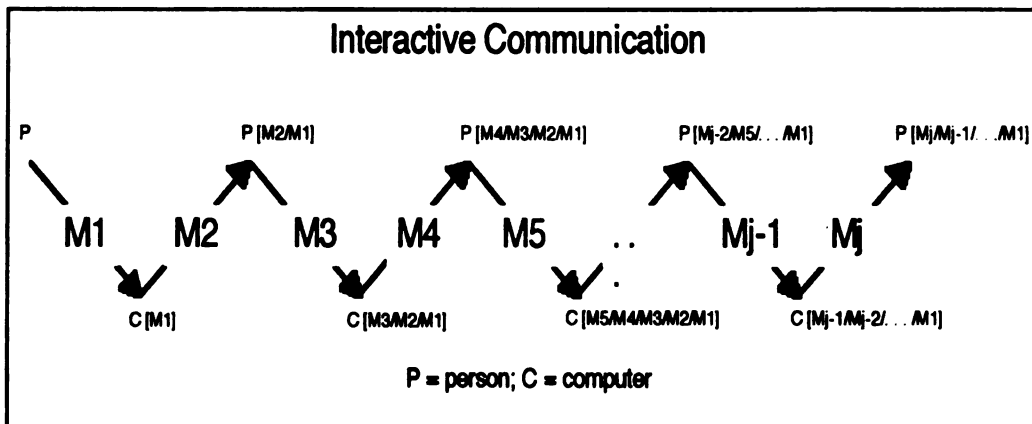 Interactive Communication
P P [M2/M1] P [M4/M3/M2/M1] P [Mj-2/M5/. . . /M1] P [Mj/Mj-1/. . . /M1]
M1 M2 M3 M4 M5 . . . Mj-1 Mj
C [M1] C [M3/M2/M1] C [M5/M4/M3/M2/M1] C [Mj-1/Mj-2/. . . /M1]
P = person; C = computer